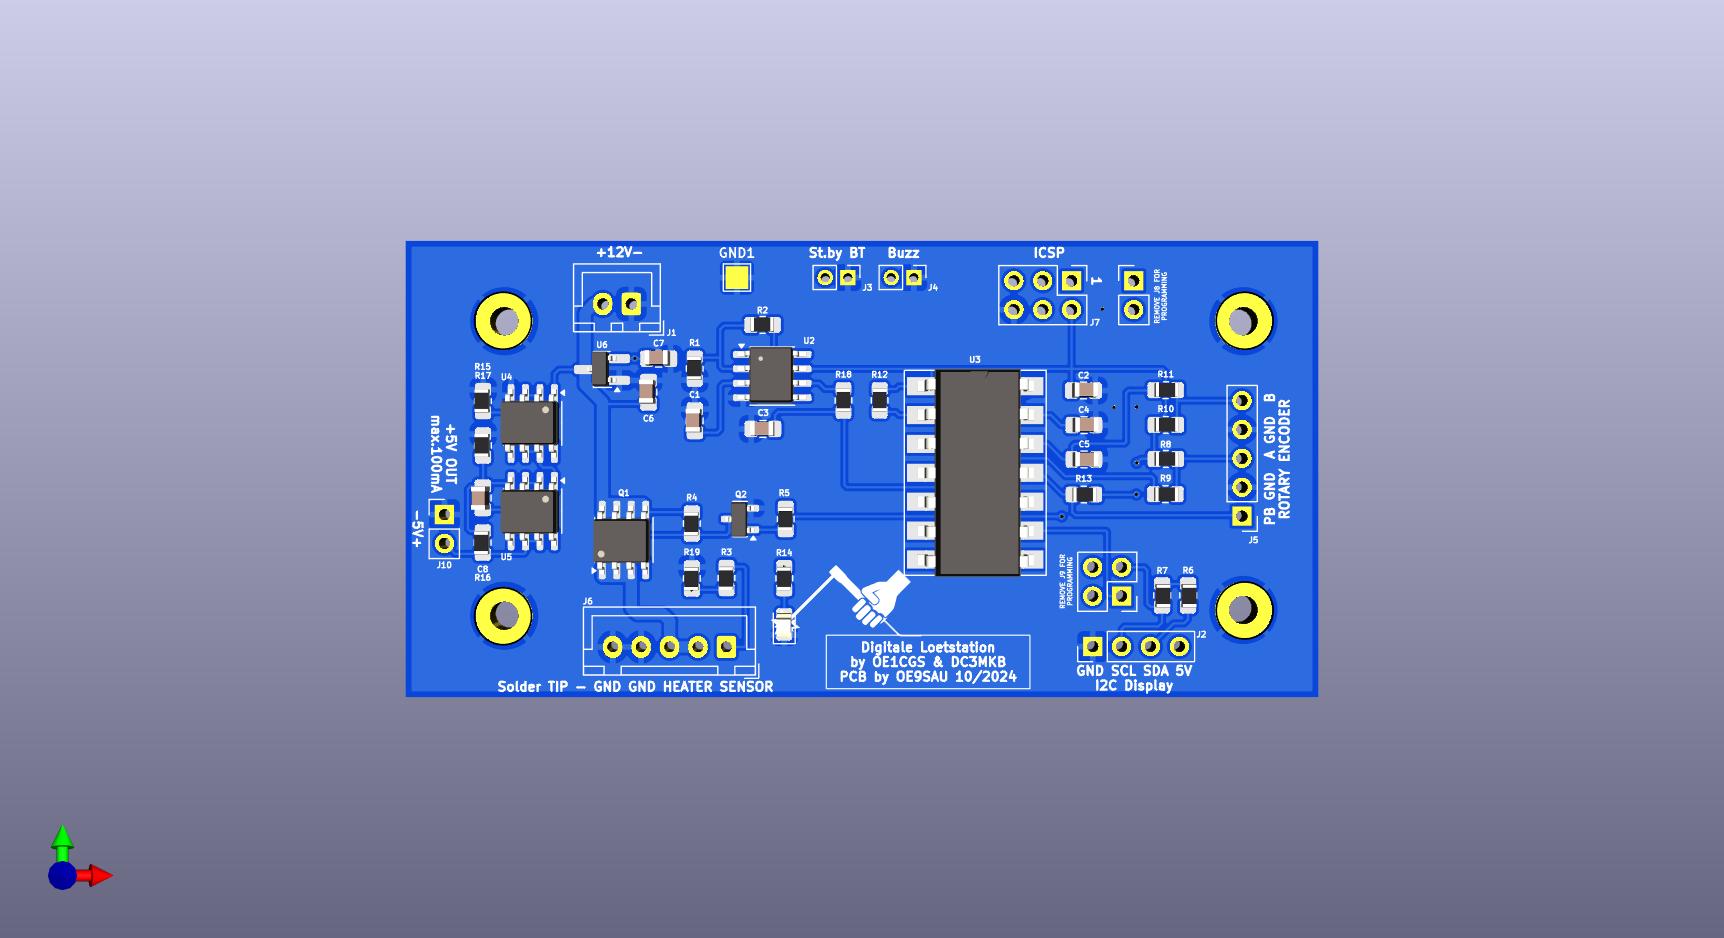 +12V-
GND1
St.by BT
Buzz
ICSP
J3
J4
1
J7
REMOVE J8 FOR
PROGRAMMING
J1
R2
U6
C7
R1
U2
U3
R15
R17
U4
C6
C1
C3
R18
R12
C2
R11
C4
R10
C5
R8
R13
R9
+5V OUT
max.100mA
-5V+
J10
C8
R16
U5
Q1
R4
Q2
R5
R19
R3
R14
J6
PB GND A GND B
ROTARY ENCODER
J5
REMOVE J9 FOR
PROGRAMMING
R7
R6
J2
GND SCL SDA 5V
I2C Display
Digitale Loetstation
by OE1CGS & DC3MKB
PCB by OE9SAU 10/2024
Solder TIP - GND GND HEATER SENSOR